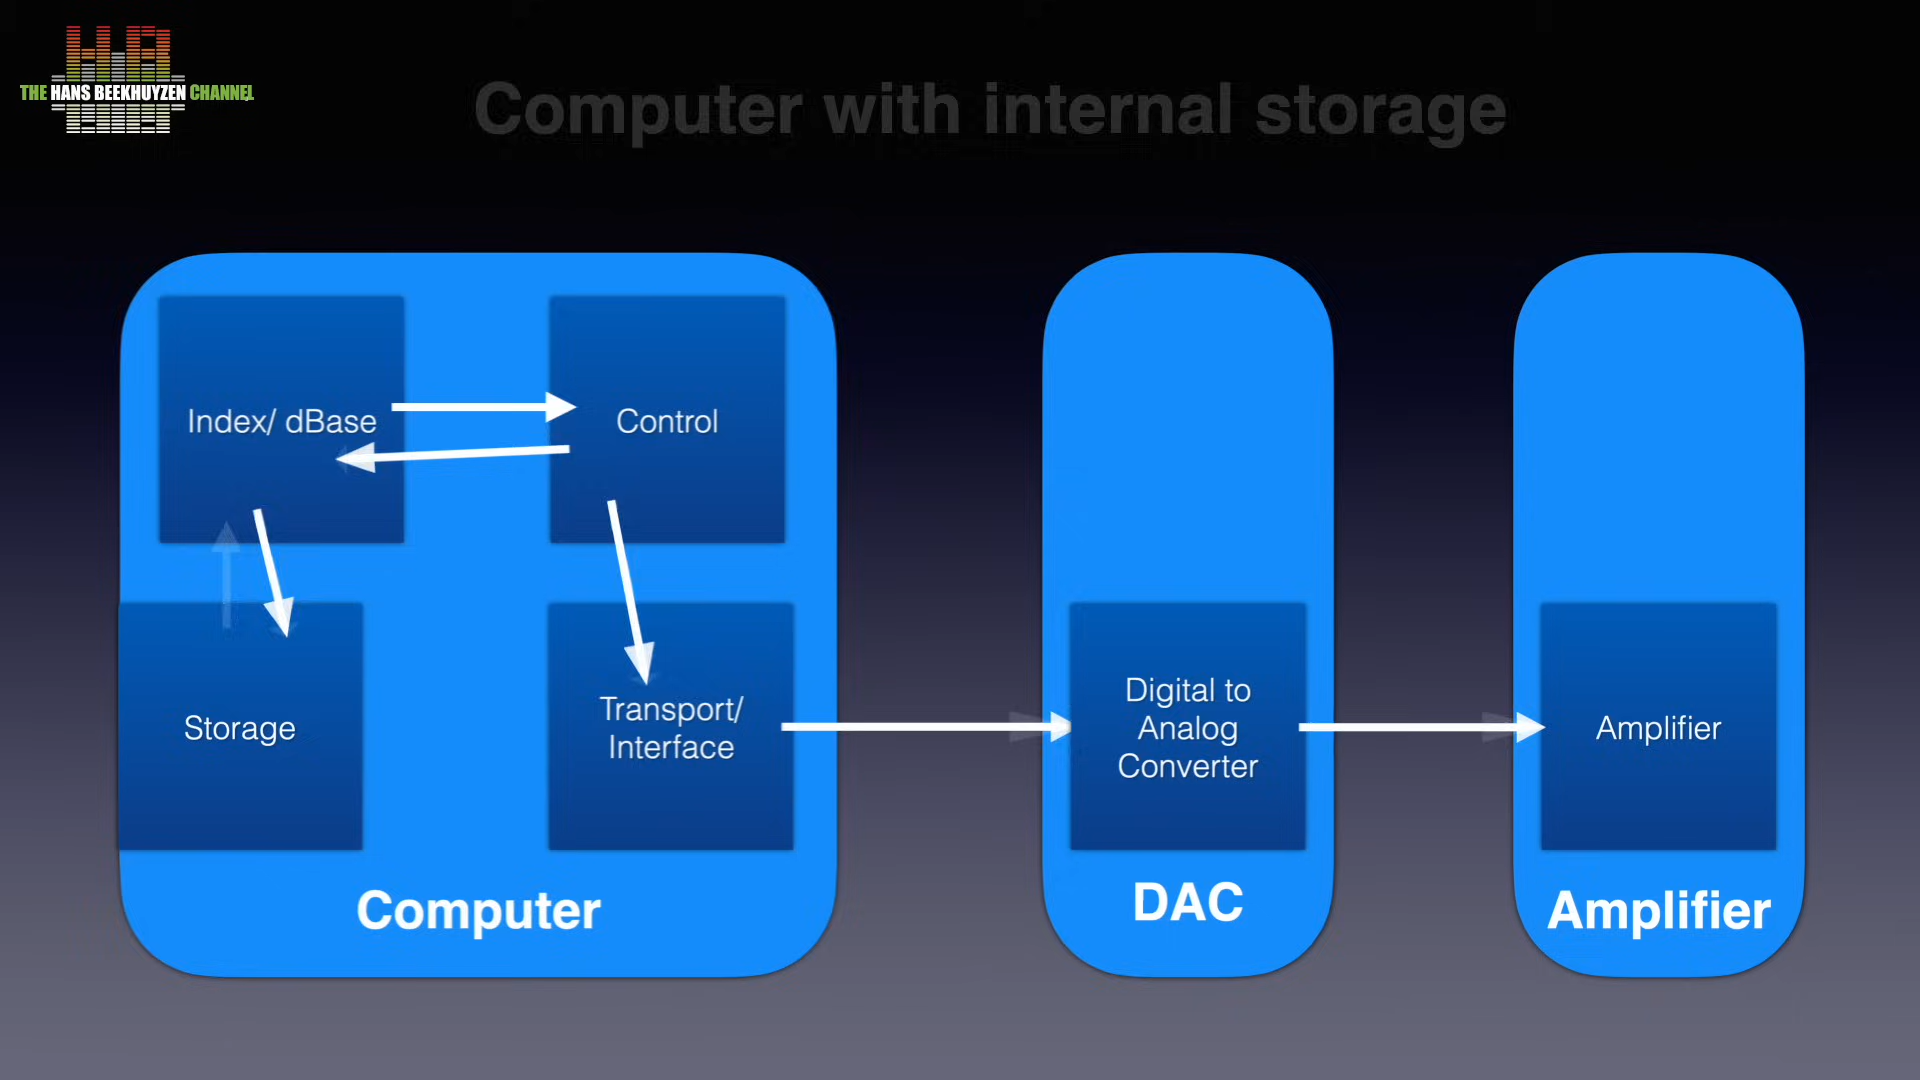 THE HANS BEEKHUYZEN CHANNEL
Computer with internal storage
Index/ dBase
Control
Storage
Transport/
Interface
Digital to
Analog
Converter
Amplifier
Computer
DAC
Amplifier